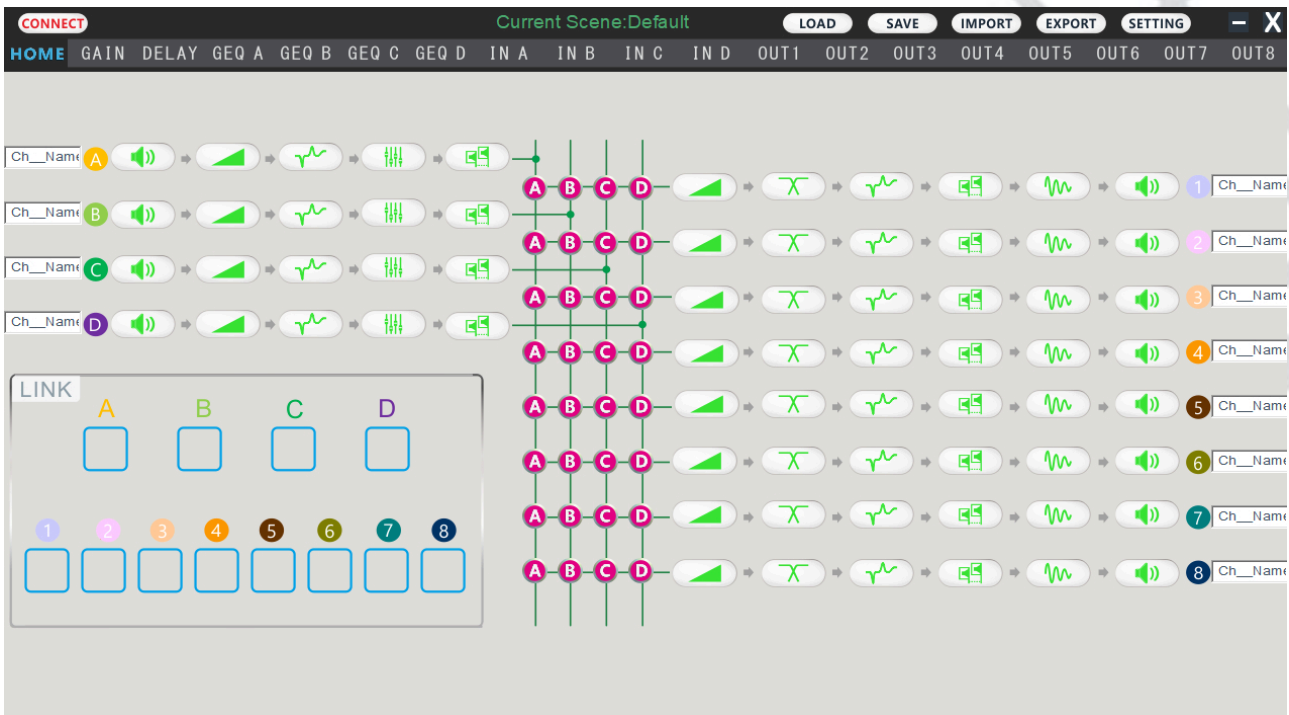 CONNECT Current Scene:Default LOAD SAVE IMPORT EXPORT SETTING X
HOME GAIN DELAY GEQ A GEQ B GEQ C GEQ D IN A IN B IN C IN D OUT1 OUT2 OUT3 OUT4 OUT5 OUT6 OUT7 OUT8
Ch__Name A
A B C D 1 Ch__Name
Ch__Name B
A B C D 2 Ch__Name
Ch__Name C
A B C D 3 Ch__Name
Ch__Name D
A B C D 4 Ch__Name
LINK
A B C D
A B C D 5 Ch__Name
A B C D 6 Ch__Name
1 2 3 4 5 6 7 8
A B C D 7 Ch__Name
A B C D 8 Ch__Name